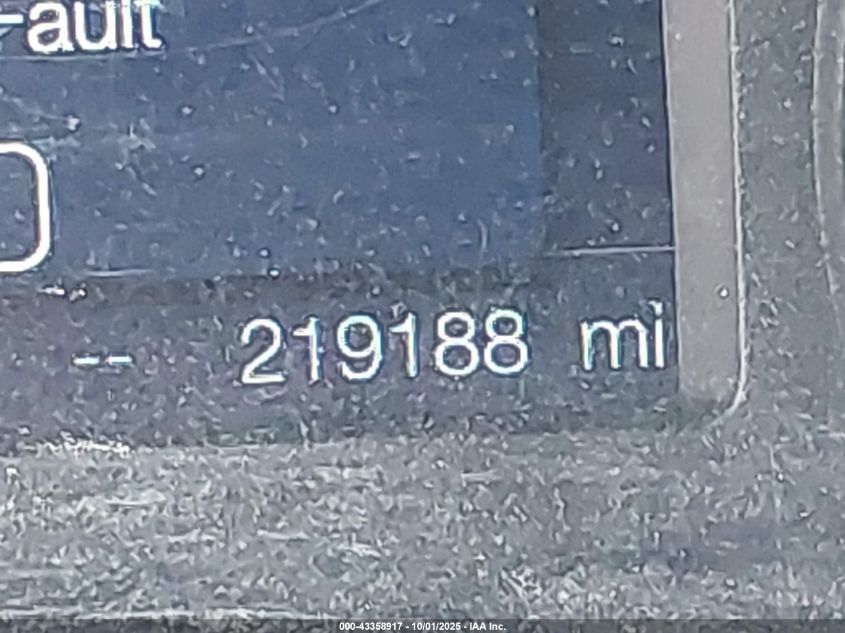 -ault
-- 219188 mi
000-43358917 - 10/01/2025 - IAA Inc.